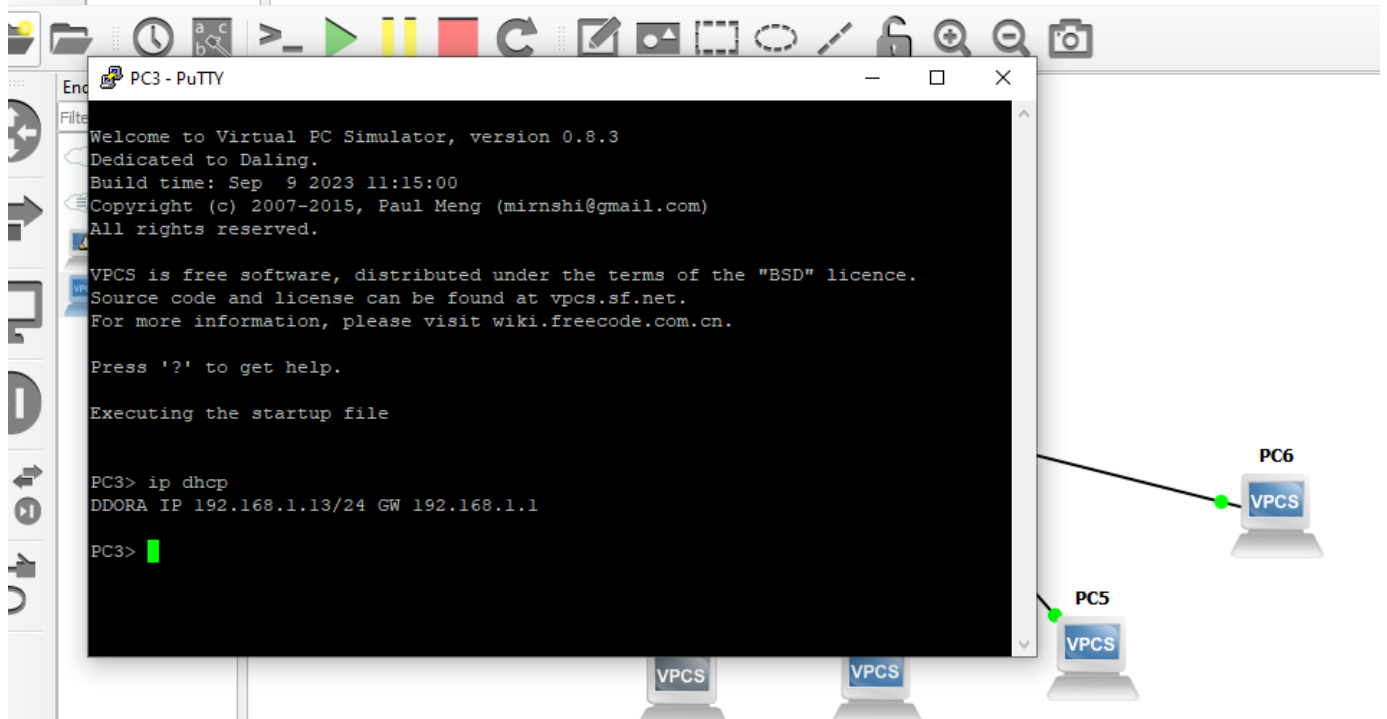 a c
b
PC3 - PuTTY
End
Filte
Welcome to Virtual PC Simulator, version 0.8.3
Dedicated to Daling.
Build time: Sep  9 2023 11:15:00
Copyright (c) 2007-2015, Paul Meng (mirnshi@gmail.com)
All rights reserved.
VPCS is free software, distributed under the terms of the "BSD" licence.
Source code and license can be found at vpcs.sf.net.
For more information, please visit wiki.freecode.com.cn.
Press '?' to get help.
Executing the startup file
PC3> ip dhcp
DDORA IP 192.168.1.13/24 GW 192.168.1.1
PC3>
PC6
VPCS
PC5
VPCS
VPCS
VPCS